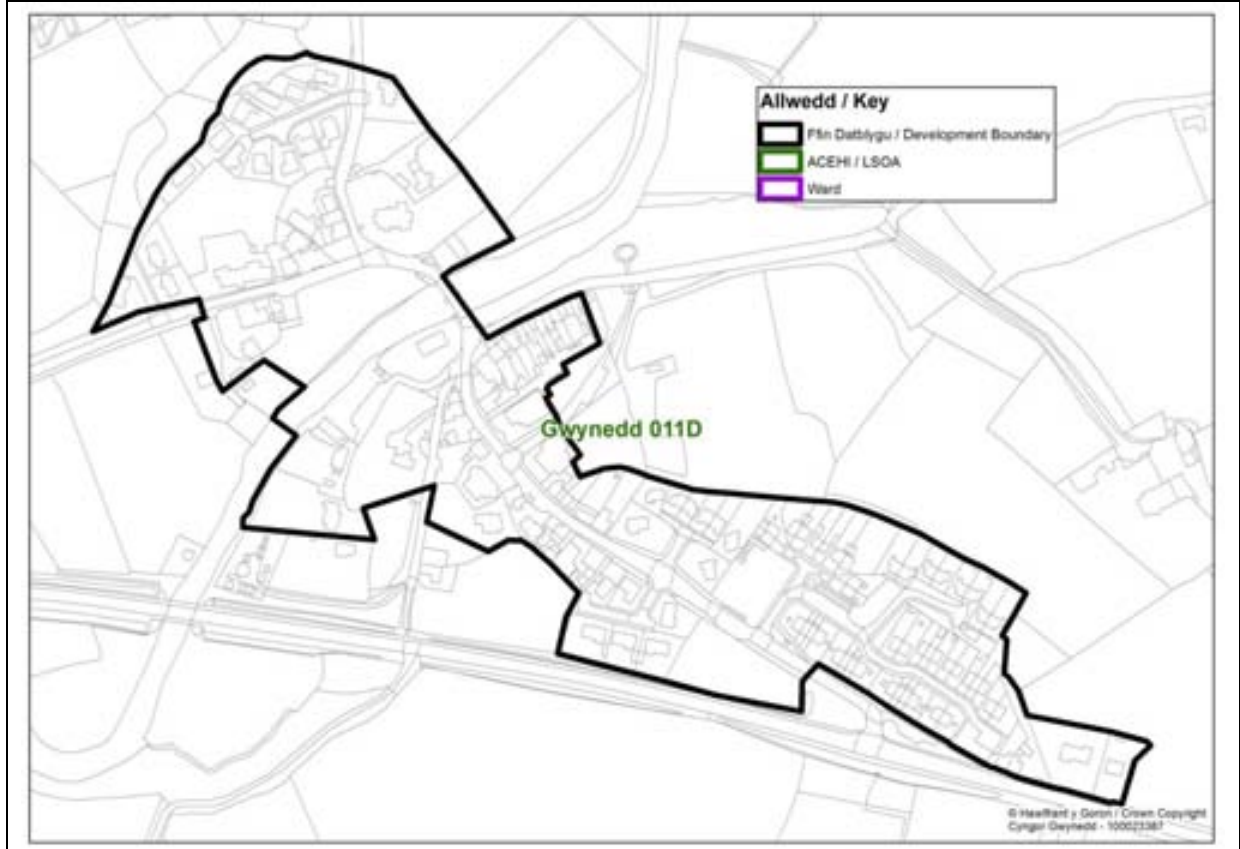 Allwedd / Key
Ffin Datblygu / Development Boundary
ACEHI / LSOA
Ward
Gwynedd 011D
© Hawlfraint y Goron / Crown Copyright
Cyngor Gwynedd - 100023387